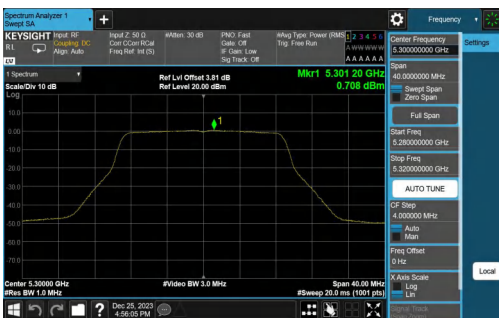 Spectrum Analyzer 1
Swept SA
Frequency
KEYSIGHT
Input: RF
Input Z: 50 Ω
#Atten: 30 dB
PNO: Fast
#Avg Type: Power (RMS
1 2 3 4 5 6
RL
Coupling: DC
Corr CCorr RCal
Gate: Off
Trig: Free Run
Align: Auto
Freq Ref: Int (S)
IF Gain: Low
Sig Track: Off
A W W W W W
A A A A A A
1 Spectrum
Scale/Div 10 dB
Log
Ref Lvl Offset 3.81 dB
Ref Level 20.00 dBm
Mkr1 5.301 20 GHz
0.708 dBm
1
10.0
0.00
-10.0
-20.0
-30.0
-40.0
-50.0
-60.0
-70.0
Center 5.30000 GHz
#Res BW 1.0 MHz
#Video BW 3.0 MHz
Span 40.00 MHz
#Sweep 20.0 ms (1001 pts)
Dec 25, 2023
4:56:05 PM
Center Frequency
5.300000000 GHz
Settings
Span
40.0000000 MHz
Swept Span
Zero Span
Full Span
Start Freq
5.280000000 GHz
Stop Freq
5.320000000 GHz
AUTO TUNE
CF Step
4.000000 MHz
Auto
Man
Freq Offset
0 Hz
X Axis Scale
Log
Lin
Local
Signal Track